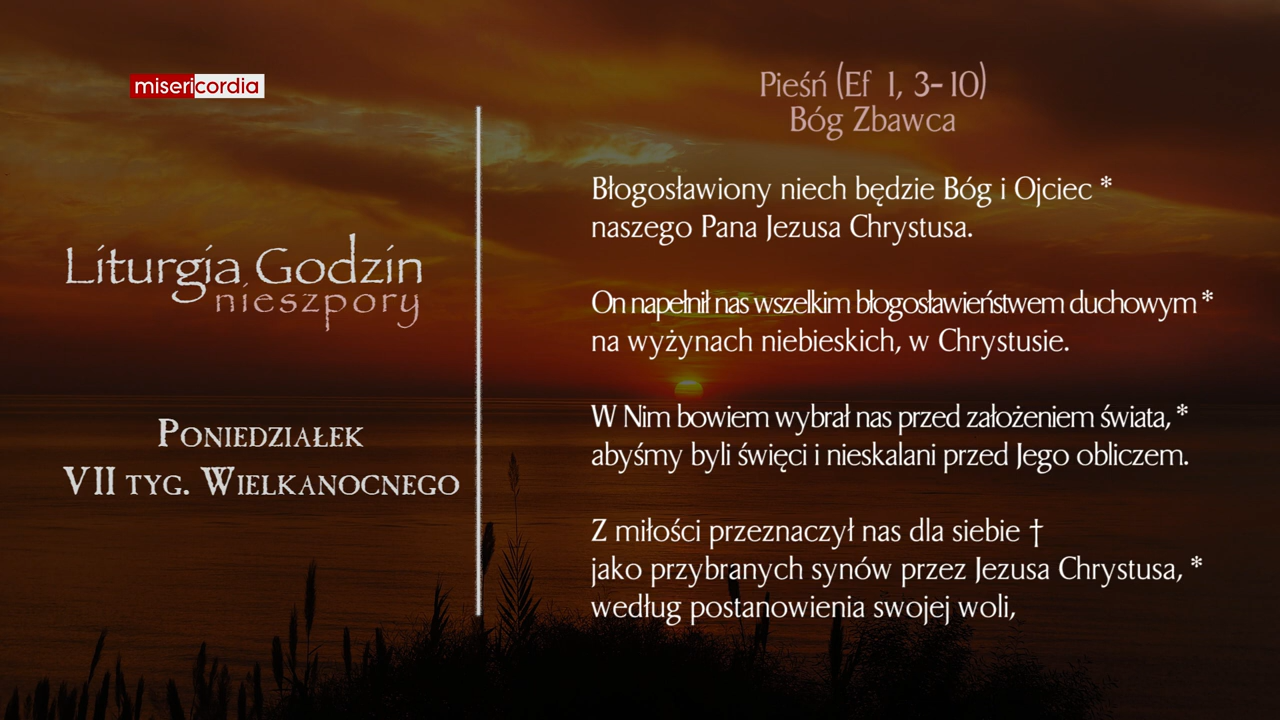 misericordia
Liturgia Godzin
nieszpory
Poniedziałek
VII tyg. Wielkanocnego
Pieśń (Ef 1, 3-10)
Bóg Zbawca
Błogosławiony niech będzie Bóg i Ojciec *
naszego Pana Jezusa Chrystusa.
On napełnił nas wszelkim błogosławieństwem duchowym *
na wyżynach niebieskich, w Chrystusie.
W Nim bowiem wybrał nas przed założeniem świata, *
abyśmy byli święci i nieskalani przed Jego obliczem.
Z miłości przeznaczył nas dla siebie †
jako przybranych synów przez Jezusa Chrystusa, *
według postanowienia swojej woli,